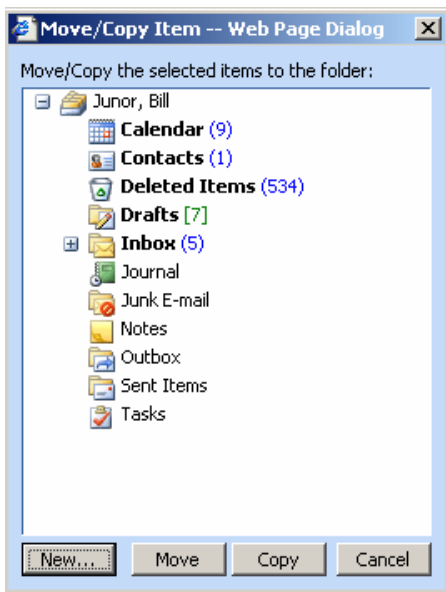 Move/Copy Item -- Web Page Dialog
Move/Copy the selected items to the folder:
Junor, Bill
Calendar (9)
Contacts (1)
Deleted Items (534)
Drafts [7]
Inbox (5)
Journal
Junk E-mail
Notes
Outbox
Sent Items
Tasks
New... Move Copy Cancel